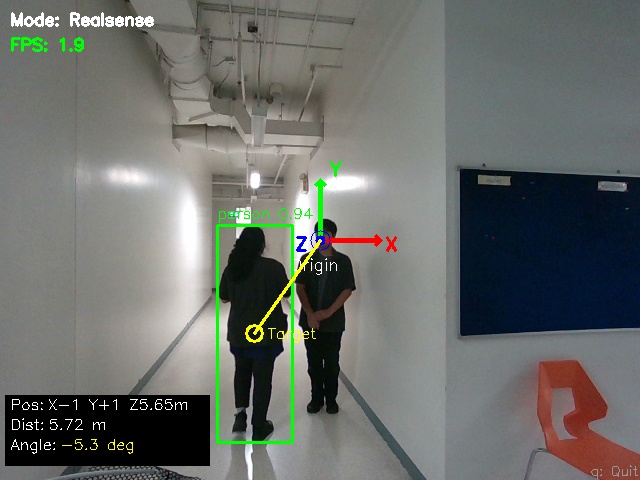 Mode: Realsense
FPS: 1.9
Y
person 0.94
Z
X
Origin
Target
Pos: X-1 Y+1 Z5.65m
Dist: 5.72 m
Angle: -5.3 deg
q: Quit